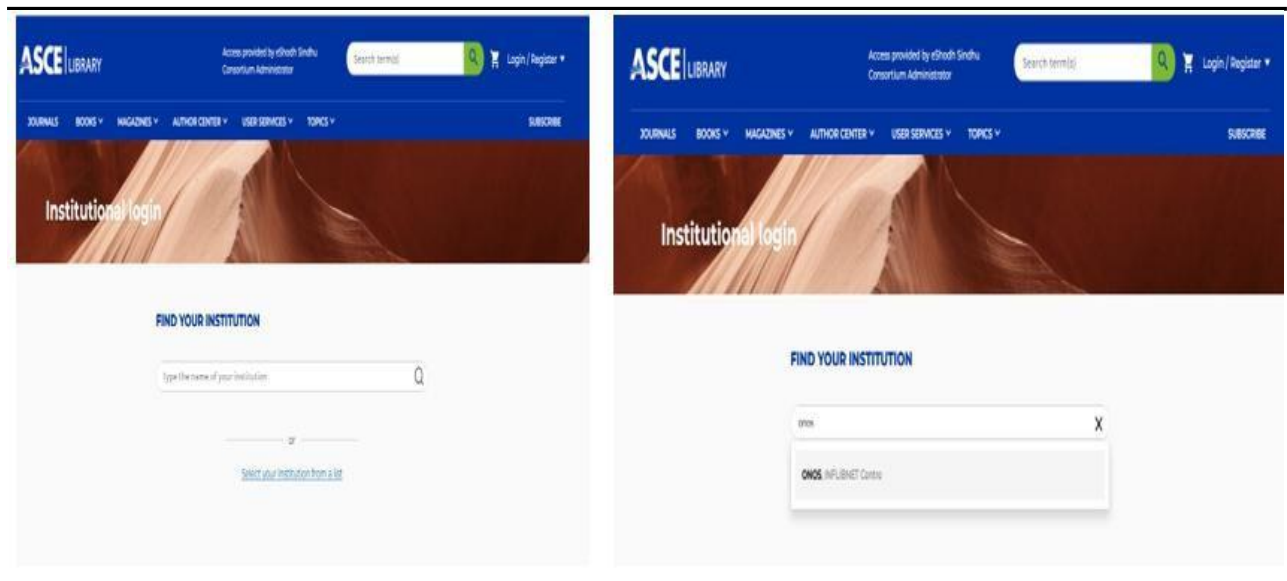 ASCE LIBRARY
Access provided by eShodh Sindhu
Consortium Administrator
Search term(s)
Login / Register
JOURNALS BOOKS MAGAZINES AUTHOR CENTER USER SERVICES TOPICS SUBSCRIBE
Institutional login
FIND YOUR INSTITUTION
Type the name of your institution
or
Select your institution from a list
ASCE LIBRARY
Access provided by eShodh Sindhu
Consortium Administrator
Search term(s)
Login / Register
JOURNALS BOOKS MAGAZINES AUTHOR CENTER USER SERVICES TOPICS SUBSCRIBE
Institutional login
FIND YOUR INSTITUTION
onos
X
ONOS, INFLIBNET Centre